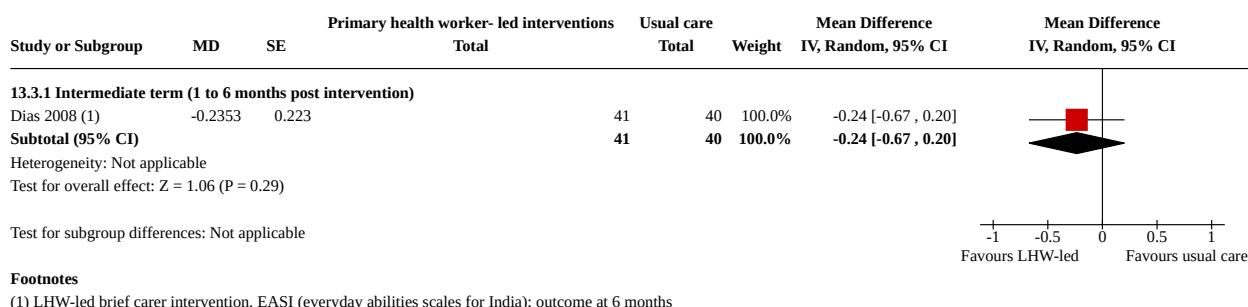 Primary health worker- led interventions Usual care Mean Difference Mean Difference
Study or Subgroup MD SE Total Total Weight IV, Random, 95% CI IV, Random, 95% CI
13.3.1 Intermediate term (1 to 6 months post intervention)
Dias 2008 (1) -0.2353 0.223 41 40 100.0% -0.24 [-0.67 , 0.20]
Subtotal (95% CI) 41 40 100.0% -0.24 [-0.67 , 0.20]
Heterogeneity: Not applicable
Test for overall effect: Z = 1.06 (P = 0.29)
Test for subgroup differences: Not applicable
-1 -0.5 0 0.5 1
Favours LHW-led Favours usual care
Footnotes
(1) LHW-led brief carer intervention. EASI (everyday abilities scales for India); outcome at 6 months